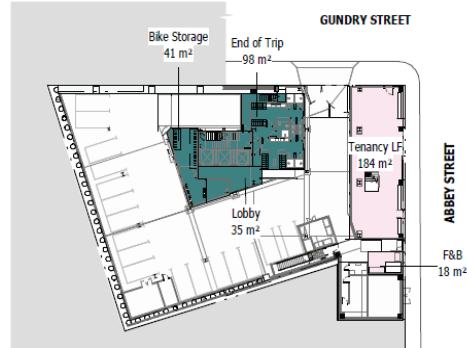 GUNDRY STREET
Bike Storage
41 m²
End of Trip
98 m²
Tenancy LF
184 m²
ABBEY STREET
Lobby
35 m²
F&B
18 m²